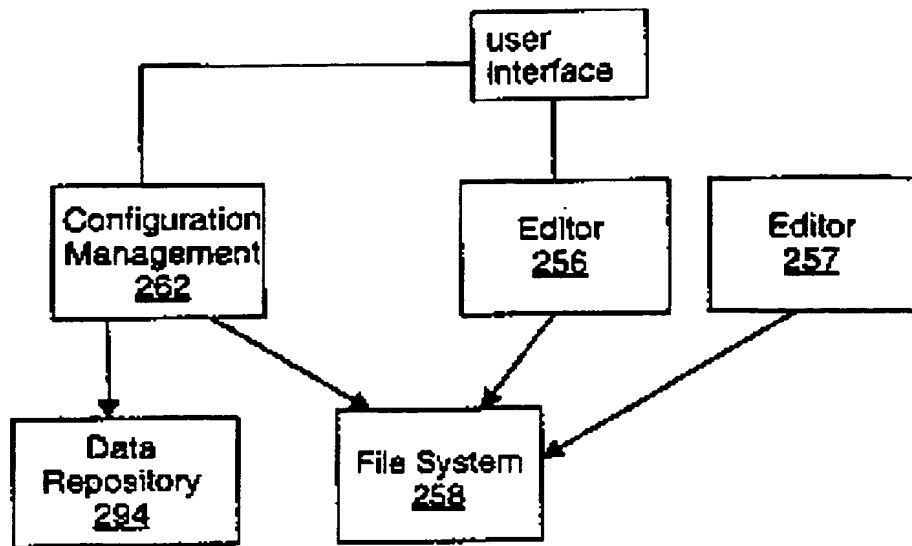 user
Interface
Configuration
Management
262
Editor
256
Editor
257
Data
Repository
294
File System
258